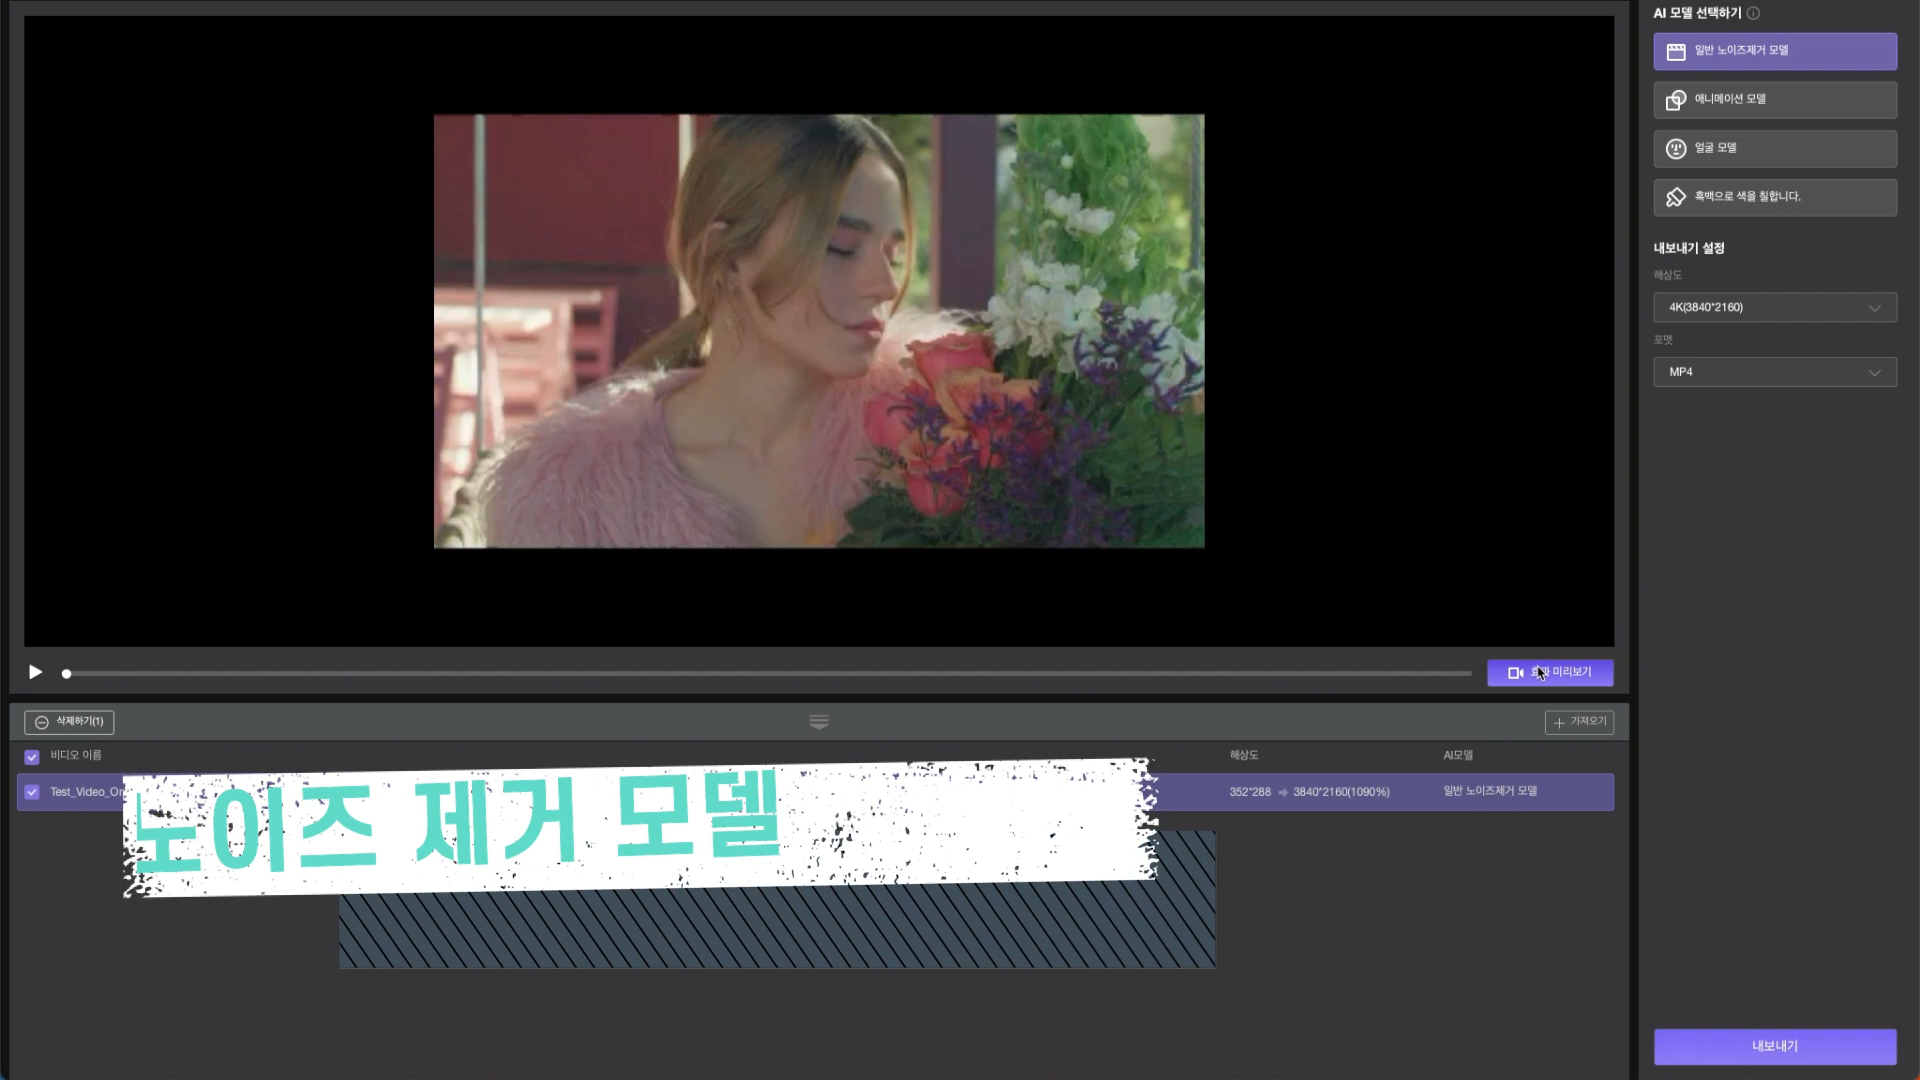 AI 모델 선택하기
일반 노이즈제거 모델
애니메이션 모델
얼굴 모델
흑백으로 색을 칠합니다.
내보내기 설정
해상도
4K(3840*2160)
포맷
MP4
효과 미리보기
삭제하기(1)
가져오기
비디오 이름
해상도
AI모델
Test_Video_Or
352*288 3840*2160(1090%)
일반 노이즈제거 모델
노이즈 제거 모델
내보내기